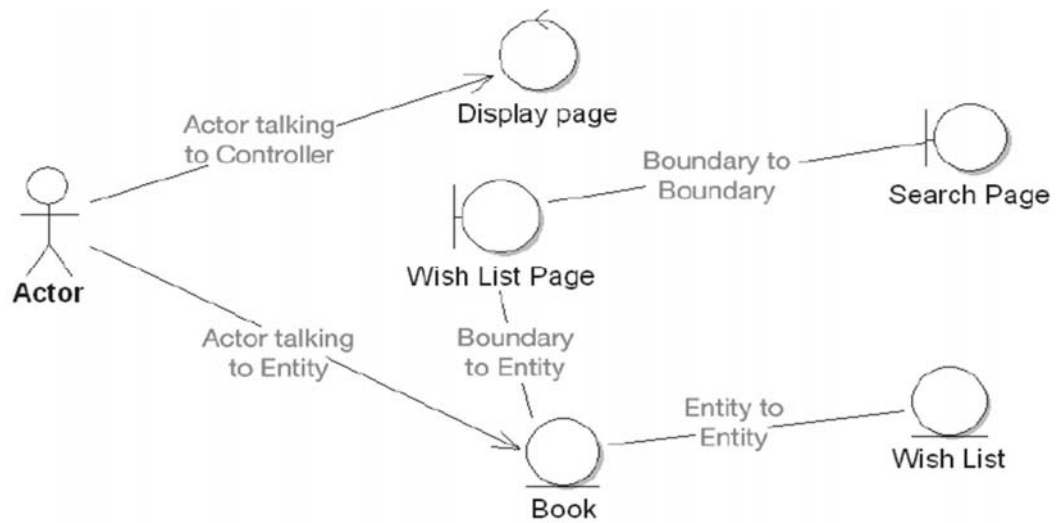 Display page
Actor talking
to Controller
Boundary to
Boundary
Search Page
Wish List Page
Actor
Actor talking
to Entity
Boundary
to Entity
Entity to
Entity
Wish List
Book